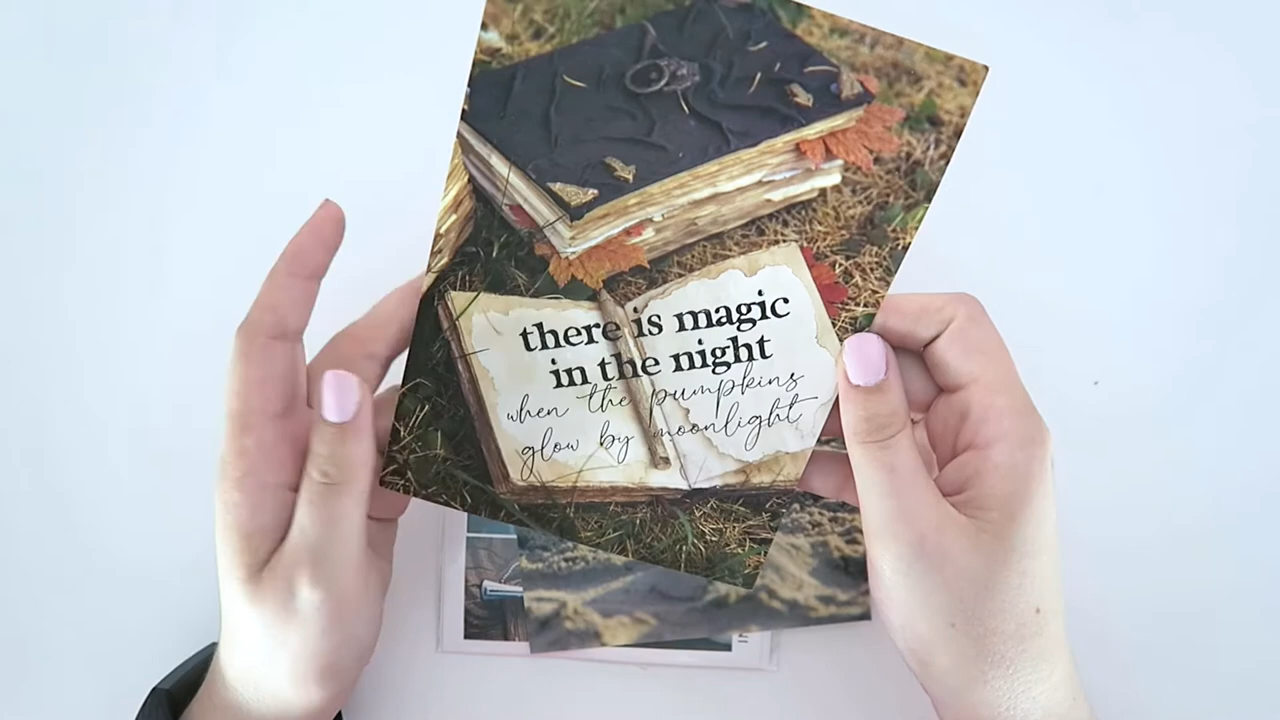 there is magic
in the night
when the pumpkins
glow by moonlight